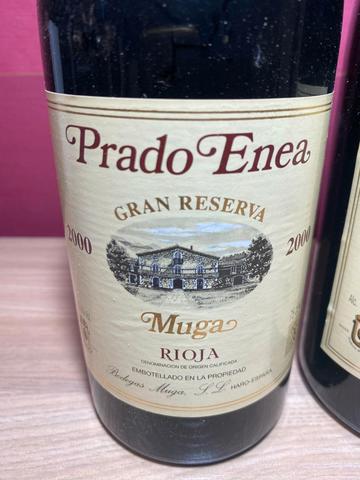 Prado Enea
GRAN RESERVA
2000 2000
Muga
RIOJA
DENOMINACION DE ORIGEN CALIFICADA
EMBOTELLADO EN LA PROPIEDAD
Bodegas Muga, S.L. HARO-ESPAÑA